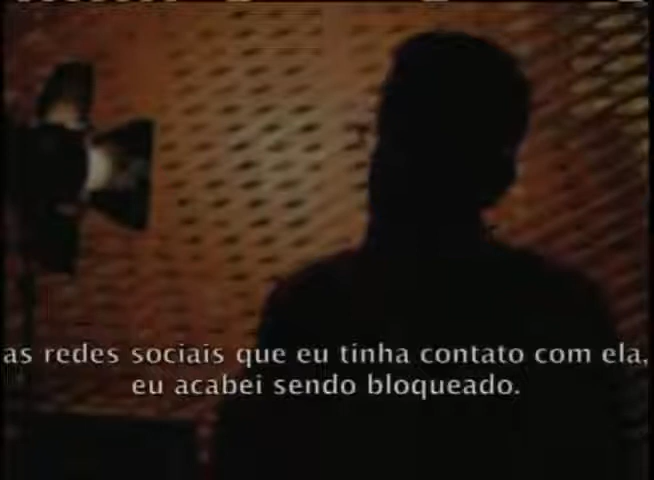 as redes sociais que eu tinha contato com ela,
eu acabei sendo bloqueado.